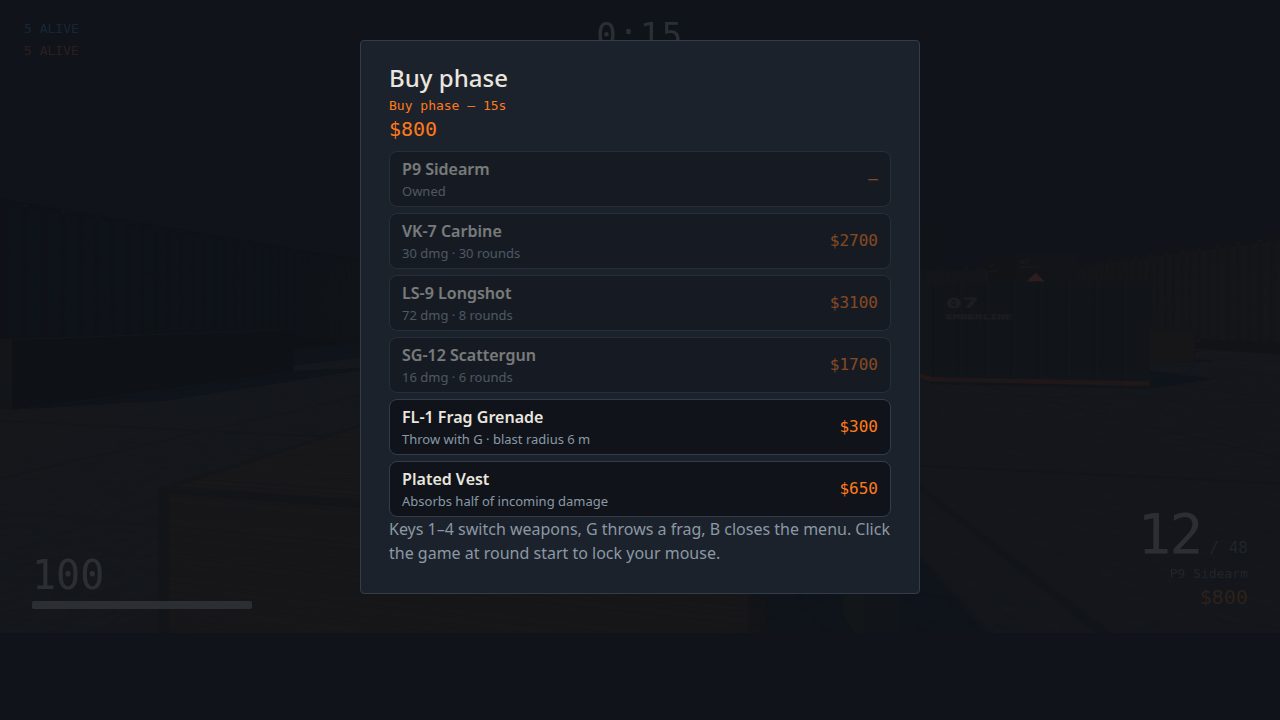 5 ALIVE
5 ALIVE
0:15
Buy phase
Buy phase — 15s
$800
P9 Sidearm
Owned
—
VK-7 Carbine
30 dmg · 30 rounds
$2700
LS-9 Longshot
72 dmg · 8 rounds
$3100
SG-12 Scattergun
16 dmg · 6 rounds
$1700
FL-1 Frag Grenade
Throw with G · blast radius 6 m
$300
Plated Vest
Absorbs half of incoming damage
$650
Keys 1–4 switch weapons, G throws a frag, B closes the menu. Click
the game at round start to lock your mouse.
07
100
12 / 48
P9 Sidearm
$800